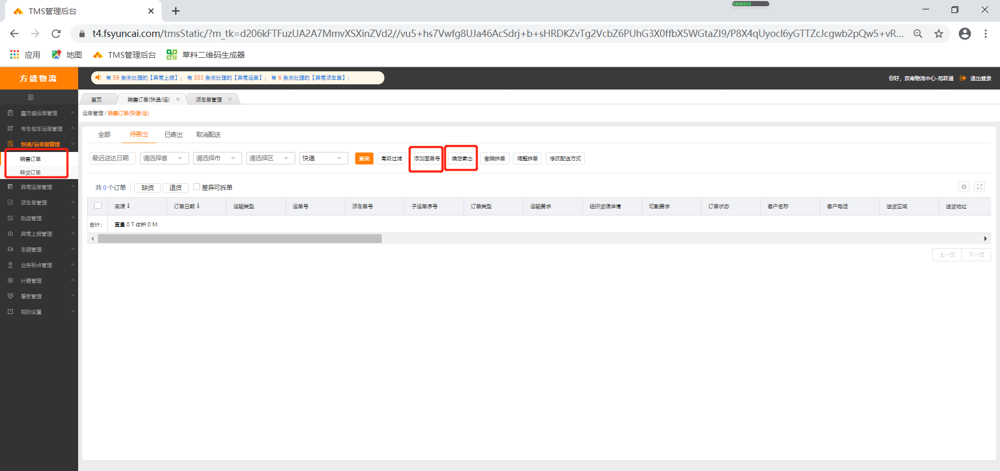 TMS管理后台
t4.fsyuncai.com/tmsStatic/?m_tk=d206kFTFuzUA2A7MmvXSXinZVd2//vu5+hs7Vwfg8UJa46AcSdrj+b+sHRDKZvTg2VcbZ6PUhG3X0ffbX5WGtaZI9/P8X4qUyocI6yGTTZcJcgwb2pQw5+vR...
应用 地图 TMS管理后台 草料二维码生成器
方盛物流
有 59 条未处理的【异常上报】; 有 333 条未处理的【异常运单】; 有 6 条未处理的【异常派车单】;
你好, 京南物流中心-范跃通 退出登录
首页 销售订单(快递/运) 派车单管理
运单管理 / 销售订单(快递/运)
鑫方盛运单管理
专车包车运单管理
快递/运单据管理
销售订单
转货订单
异常运单管理
派车单管理
轨迹管理
异常上报管理
车辆管理
业务标点管理
计费管理
看板管理
规则设置
全部 待寄出 已寄出 取消配送
最迟送达日期 请选择省 请选择市 请选择区 快递 查询 高级过滤 添加面单号 确定寄出 撤销拆单 调整拆单 修改配送方式
共 0 个订单 缺货 退货 差异可拆单
来源 订单日期 运输类型 运单号 派车单号 子运单序号 订单类型 运输要求 组织货源详情 切割要求 订单状态 客户名称 客户电话 送货区域 送货地址
合计: 重量 0 T 体积 0 M
上一页 下一页